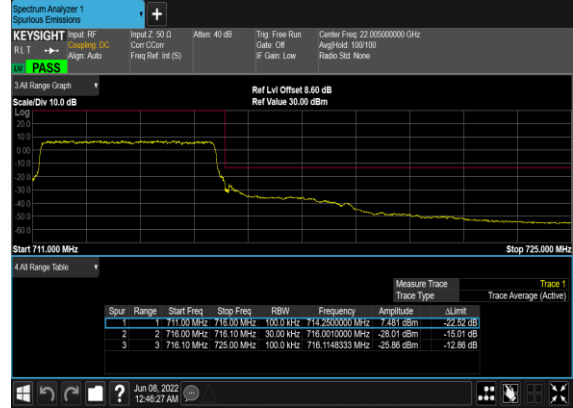 Spectrum Analyzer 1
Spurious Emissions
+
KEYSIGHT Input: RF Input Z: 50 Ω Atten: 40 dB Trig: Free Run Center Freq: 22.005000000 GHz
RLT Coupling: DC Corr CCorr Gate: Off Avg|Hold: 100/100
Align: Auto Freq Ref: Int (S) IF Gain: Low Radio Std: None
PASS
3 All Range Graph Ref Lvl Offset 8.60 dB
Scale/Div 10.0 dB Ref Value 30.00 dBm
Log
20.0
10.0
0.00
-10.0
-20.0
-30.0
-40.0
-50.0
-60.0
Start 711.000 MHz Stop 725.000 MHz
4 All Range Table
Measure Trace Trace 1
Trace Type Trace Average (Active)
Spur Range Start Freq Stop Freq RBW Frequency Amplitude ΔLimit
1 1 711.00 MHz 716.00 MHz 100.0 kHz 714.2500000 MHz 7.481 dBm -22.52 dB
2 2 716.00 MHz 716.10 MHz 30.00 kHz 716.0010000 MHz -28.01 dBm -15.01 dB
3 3 716.10 MHz 725.00 MHz 100.0 kHz 716.1148333 MHz -25.86 dBm -12.86 dB
? Jun 08, 2022
12:46:27 AM